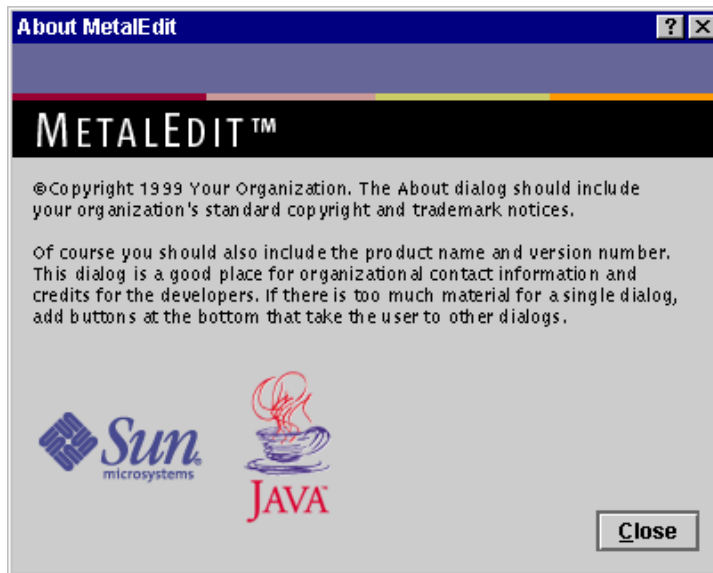 About MetalEdit
METALEDIT™
©Copyright 1999 Your Organization. The About dialog should include
your organization's standard copyright and trademark notices.
Of course you should also include the product name and version number.
This dialog is a good place for organizational contact information and
credits for the developers. If there is too much material for a single dialog,
add buttons at the bottom that take the user to other dialogs.
Sun
microsystems
JAVA™
Close